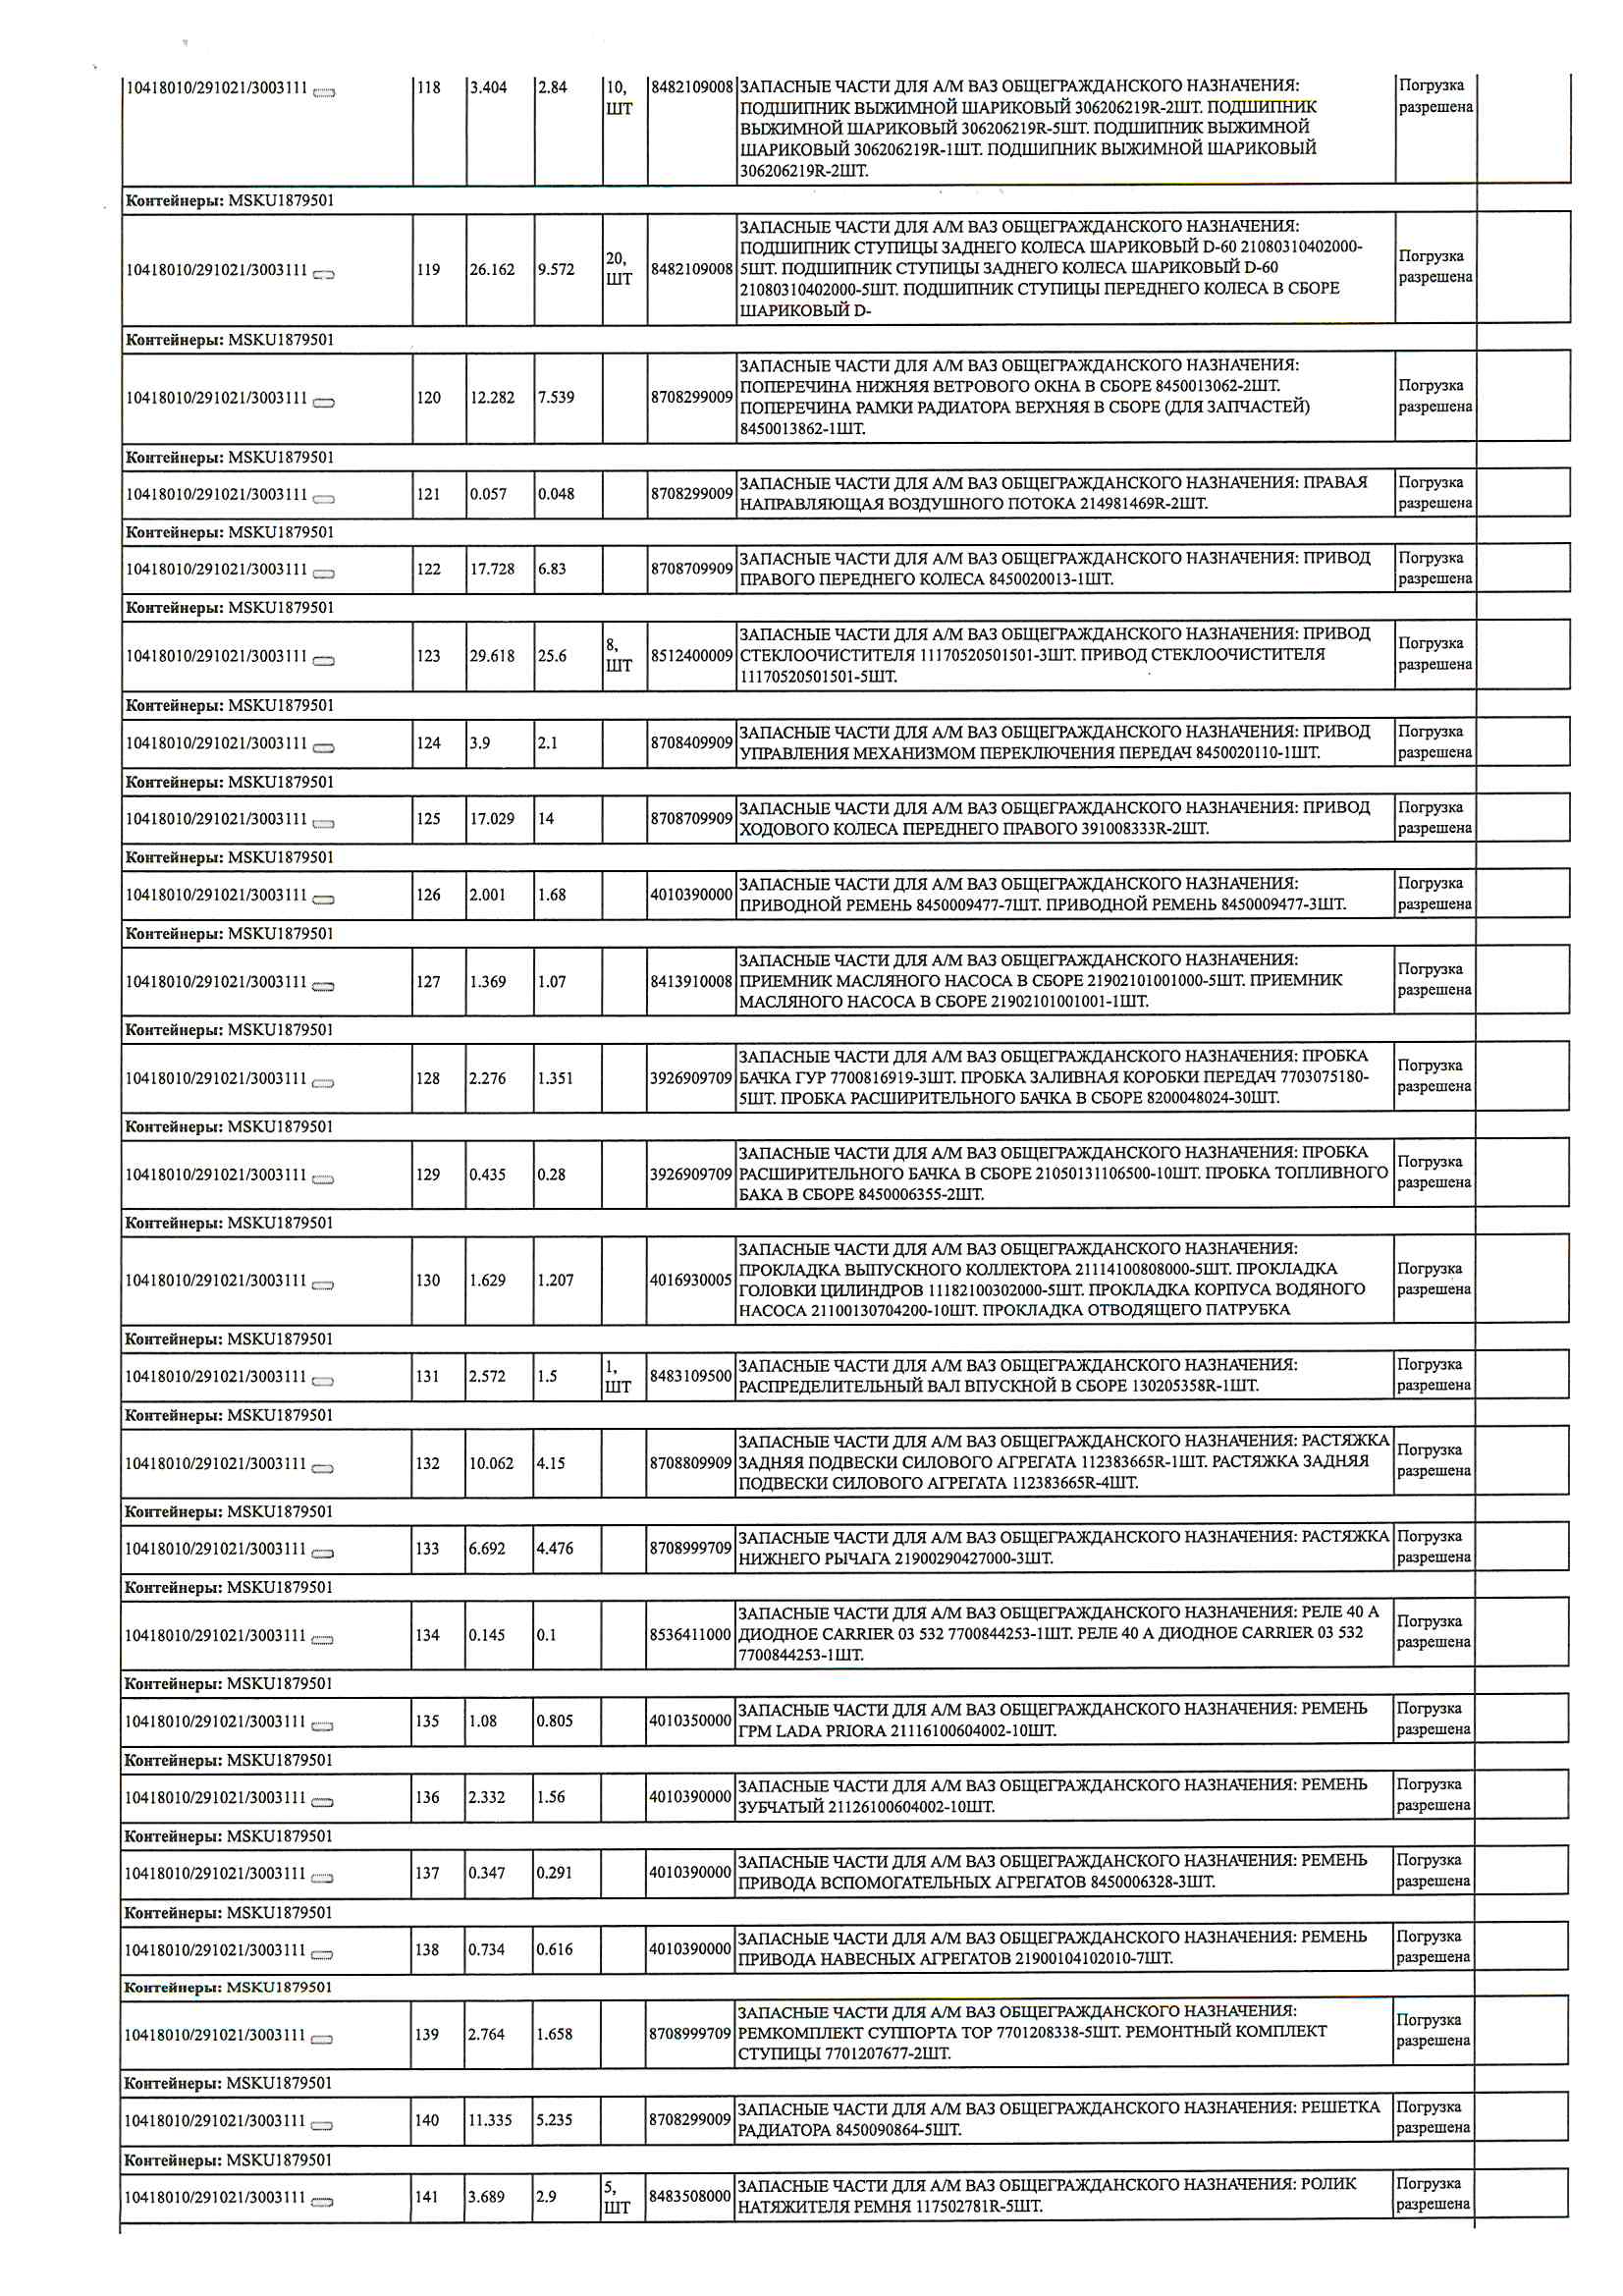 10418010/291021/3003111 118 3.404 2.84 10, ШТ 8482109008 ЗАПАСНЫЕ ЧАСТИ ДЛЯ А/М ВАЗ ОБЩЕГРАЖДАНСКОГО НАЗНАЧЕНИЯ: Погрузка разрешена
ПОДШИПНИК ВЫЖИМНОЙ ШАРИКОВЫЙ 306206219R-2ШТ. ПОДШИПНИК
ВЫЖИМНОЙ ШАРИКОВЫЙ 306206219R-5ШТ. ПОДШИПНИК ВЫЖИМНОЙ
ШАРИКОВЫЙ 306206219R-1ШТ. ПОДШИПНИК ВЫЖИМНОЙ ШАРИКОВЫЙ
306206219R-2ШТ.
Контейнеры: MSKU1879501
10418010/291021/3003111 119 26.162 9.572 20, ШТ 8482109008 ЗАПАСНЫЕ ЧАСТИ ДЛЯ А/М ВАЗ ОБЩЕГРАЖДАНСКОГО НАЗНАЧЕНИЯ: Погрузка разрешена
ПОДШИПНИК СТУПИЦЫ ЗАДНЕГО КОЛЕСА ШАРИКОВЫЙ D-60 21080310402000-
5ШТ. ПОДШИПНИК СТУПИЦЫ ЗАДНЕГО КОЛЕСА ШАРИКОВЫЙ D-60
21080310402000-5ШТ. ПОДШИПНИК СТУПИЦЫ ПЕРЕДНЕГО КОЛЕСА В СБОРЕ
ШАРИКОВЫЙ D-
Контейнеры: MSKU1879501
10418010/291021/3003111 120 12.282 7.539 8708299009 ЗАПАСНЫЕ ЧАСТИ ДЛЯ А/М ВАЗ ОБЩЕГРАЖДАНСКОГО НАЗНАЧЕНИЯ: Погрузка разрешена
ПОПЕРЕЧИНА НИЖНЯЯ ВЕТРОВОГО ОКНА В СБОРЕ 8450013062-2ШТ.
ПОПЕРЕЧИНА РАМКИ РАДИАТОРА ВЕРХНЯЯ В СБОРЕ (ДЛЯ ЗАПЧАСТЕЙ)
8450013862-1ШТ.
Контейнеры: MSKU1879501
10418010/291021/3003111 121 0.057 0.048 8708299009 ЗАПАСНЫЕ ЧАСТИ ДЛЯ А/М ВАЗ ОБЩЕГРАЖДАНСКОГО НАЗНАЧЕНИЯ: ПРАВАЯ Погрузка разрешена
НАПРАВЛЯЮЩАЯ ВОЗДУШНОГО ПОТОКА 214981469R-2ШТ.
Контейнеры: MSKU1879501
10418010/291021/3003111 122 17.728 6.83 8708709909 ЗАПАСНЫЕ ЧАСТИ ДЛЯ А/М ВАЗ ОБЩЕГРАЖДАНСКОГО НАЗНАЧЕНИЯ: ПРИВОД Погрузка разрешена
ПРАВОГО ПЕРЕДНЕГО КОЛЕСА 8450020013-1ШТ.
Контейнеры: MSKU1879501
10418010/291021/3003111 123 29.618 25.6 8, ШТ 8512400009 ЗАПАСНЫЕ ЧАСТИ ДЛЯ А/М ВАЗ ОБЩЕГРАЖДАНСКОГО НАЗНАЧЕНИЯ: ПРИВОД Погрузка разрешена
СТЕКЛООЧИСТИТЕЛЯ 11170520501501-3ШТ. ПРИВОД СТЕКЛООЧИСТИТЕЛЯ
11170520501501-5ШТ.
Контейнеры: MSKU1879501
10418010/291021/3003111 124 3.9 2.1 8708409909 ЗАПАСНЫЕ ЧАСТИ ДЛЯ А/М ВАЗ ОБЩЕГРАЖДАНСКОГО НАЗНАЧЕНИЯ: ПРИВОД Погрузка разрешена
УПРАВЛЕНИЯ МЕХАНИЗМОМ ПЕРЕКЛЮЧЕНИЯ ПЕРЕДАЧ 8450020110-1ШТ.
Контейнеры: MSKU1879501
10418010/291021/3003111 125 17.029 14 8708709909 ЗАПАСНЫЕ ЧАСТИ ДЛЯ А/М ВАЗ ОБЩЕГРАЖДАНСКОГО НАЗНАЧЕНИЯ: ПРИВОД Погрузка разрешена
ХОДОВОГО КОЛЕСА ПЕРЕДНЕГО ПРАВОГО 391008333R-2ШТ.
Контейнеры: MSKU1879501
10418010/291021/3003111 126 2.001 1.68 4010390000 ЗАПАСНЫЕ ЧАСТИ ДЛЯ А/М ВАЗ ОБЩЕГРАЖДАНСКОГО НАЗНАЧЕНИЯ: Погрузка разрешена
ПРИВОДНОЙ РЕМЕНЬ 8450009477-7ШТ. ПРИВОДНОЙ РЕМЕНЬ 8450009477-3ШТ.
Контейнеры: MSKU1879501
10418010/291021/3003111 127 1.369 1.07 8413910008 ЗАПАСНЫЕ ЧАСТИ ДЛЯ А/М ВАЗ ОБЩЕГРАЖДАНСКОГО НАЗНАЧЕНИЯ: Погрузка разрешена
ПРИЕМНИК МАСЛЯНОГО НАСОСА В СБОРЕ 21902101001000-5ШТ. ПРИЕМНИК
МАСЛЯНОГО НАСОСА В СБОРЕ 21902101001001-1ШТ.
Контейнеры: MSKU1879501
10418010/291021/3003111 128 2.276 1.351 3926909709 ЗАПАСНЫЕ ЧАСТИ ДЛЯ А/М ВАЗ ОБЩЕГРАЖДАНСКОГО НАЗНАЧЕНИЯ: ПРОБКА Погрузка разрешена
БАЧКА ГУР 7700816919-3ШТ. ПРОБКА ЗАЛИВНАЯ КОРОБКИ ПЕРЕДАЧ 7703075180-
5ШТ. ПРОБКА РАСШИРИТЕЛЬНОГО БАЧКА В СБОРЕ 8200048024-30ШТ.
Контейнеры: MSKU1879501
10418010/291021/3003111 129 0.435 0.28 3926909709 ЗАПАСНЫЕ ЧАСТИ ДЛЯ А/М ВАЗ ОБЩЕГРАЖДАНСКОГО НАЗНАЧЕНИЯ: ПРОБКА Погрузка разрешена
РАСШИРИТЕЛЬНОГО БАЧКА В СБОРЕ 21050131106500-10ШТ. ПРОБКА ТОПЛИВНОГО
БАКА В СБОРЕ 8450006355-2ШТ.
Контейнеры: MSKU1879501
10418010/291021/3003111 130 1.629 1.207 4016930005 ЗАПАСНЫЕ ЧАСТИ ДЛЯ А/М ВАЗ ОБЩЕГРАЖДАНСКОГО НАЗНАЧЕНИЯ: Погрузка разрешена
ПРОКЛАДКА ВЫПУСКНОГО КОЛЛЕКТОРА 21114100808000-5ШТ. ПРОКЛАДКА
ГОЛОВКИ ЦИЛИНДРОВ 11182100302000-5ШТ. ПРОКЛАДКА КОРПУСА ВОДЯНОГО
НАСОСА 21100130704200-10ШТ. ПРОКЛАДКА ОТВОДЯЩЕГО ПАТРУБКА
Контейнеры: MSKU1879501
10418010/291021/3003111 131 2.572 1.5 1, ШТ 8483109500 ЗАПАСНЫЕ ЧАСТИ ДЛЯ А/М ВАЗ ОБЩЕГРАЖДАНСКОГО НАЗНАЧЕНИЯ: Погрузка разрешена
РАСПРЕДЕЛИТЕЛЬНЫЙ ВАЛ ВПУСКНОЙ В СБОРЕ 130205358R-1ШТ.
Контейнеры: MSKU1879501
10418010/291021/3003111 132 10.062 4.15 8708809909 ЗАПАСНЫЕ ЧАСТИ ДЛЯ А/М ВАЗ ОБЩЕГРАЖДАНСКОГО НАЗНАЧЕНИЯ: РАСТЯЖКА Погрузка разрешена
ЗАДНЯЯ ПОДВЕСКИ СИЛОВОГО АГРЕГАТА 112383665R-1ШТ. РАСТЯЖКА ЗАДНЯЯ
ПОДВЕСКИ СИЛОВОГО АГРЕГАТА 112383665R-4ШТ.
Контейнеры: MSKU1879501
10418010/291021/3003111 133 6.692 4.476 8708999709 ЗАПАСНЫЕ ЧАСТИ ДЛЯ А/М ВАЗ ОБЩЕГРАЖДАНСКОГО НАЗНАЧЕНИЯ: РАСТЯЖКА Погрузка разрешена
НИЖНЕГО РЫЧАГА 21900290427000-3ШТ.
Контейнеры: MSKU1879501
10418010/291021/3003111 134 0.145 0.1 8536411000 ЗАПАСНЫЕ ЧАСТИ ДЛЯ А/М ВАЗ ОБЩЕГРАЖДАНСКОГО НАЗНАЧЕНИЯ: РЕЛЕ 40 А Погрузка разрешена
ДИОДНОЕ CARRIER 03 532 7700844253-1ШТ. РЕЛЕ 40 А ДИОДНОЕ CARRIER 03 532
7700844253-1ШТ.
Контейнеры: MSKU1879501
10418010/291021/3003111 135 1.08 0.805 4010350000 ЗАПАСНЫЕ ЧАСТИ ДЛЯ А/М ВАЗ ОБЩЕГРАЖДАНСКОГО НАЗНАЧЕНИЯ: РЕМЕНЬ Погрузка разрешена
ГРМ LADA PRIORA 21116100604002-10ШТ.
Контейнеры: MSKU1879501
10418010/291021/3003111 136 2.332 1.56 4010390000 ЗАПАСНЫЕ ЧАСТИ ДЛЯ А/М ВАЗ ОБЩЕГРАЖДАНСКОГО НАЗНАЧЕНИЯ: РЕМЕНЬ Погрузка разрешена
ЗУБЧАТЫЙ 21126100604002-10ШТ.
Контейнеры: MSKU1879501
10418010/291021/3003111 137 0.347 0.291 4010390000 ЗАПАСНЫЕ ЧАСТИ ДЛЯ А/М ВАЗ ОБЩЕГРАЖДАНСКОГО НАЗНАЧЕНИЯ: РЕМЕНЬ Погрузка разрешена
ПРИВОДА ВСПОМОГАТЕЛЬНЫХ АГРЕГАТОВ 8450006328-3ШТ.
Контейнеры: MSKU1879501
10418010/291021/3003111 138 0.734 0.616 4010390000 ЗАПАСНЫЕ ЧАСТИ ДЛЯ А/М ВАЗ ОБЩЕГРАЖДАНСКОГО НАЗНАЧЕНИЯ: РЕМЕНЬ Погрузка разрешена
ПРИВОДА НАВЕСНЫХ АГРЕГАТОВ 21900104102010-7ШТ.
Контейнеры: MSKU1879501
10418010/291021/3003111 139 2.764 1.658 8708999709 ЗАПАСНЫЕ ЧАСТИ ДЛЯ А/М ВАЗ ОБЩЕГРАЖДАНСКОГО НАЗНАЧЕНИЯ: Погрузка разрешена
РЕМКОМПЛЕКТ СУППОРТА ТОР 7701208338-5ШТ. РЕМОНТНЫЙ КОМПЛЕКТ
СТУПИЦЫ 7701207677-2ШТ.
Контейнеры: MSKU1879501
10418010/291021/3003111 140 11.335 5.235 8708299009 ЗАПАСНЫЕ ЧАСТИ ДЛЯ А/М ВАЗ ОБЩЕГРАЖДАНСКОГО НАЗНАЧЕНИЯ: РЕШЕТКА Погрузка разрешена
РАДИАТОРА 8450090864-5ШТ.
Контейнеры: MSKU1879501
10418010/291021/3003111 141 3.689 2.9 5, ШТ 8483508000 ЗАПАСНЫЕ ЧАСТИ ДЛЯ А/М ВАЗ ОБЩЕГРАЖДАНСКОГО НАЗНАЧЕНИЯ: РОЛИК Погрузка разрешена
НАТЯЖИТЕЛЯ РЕМНЯ 117502781R-5ШТ.